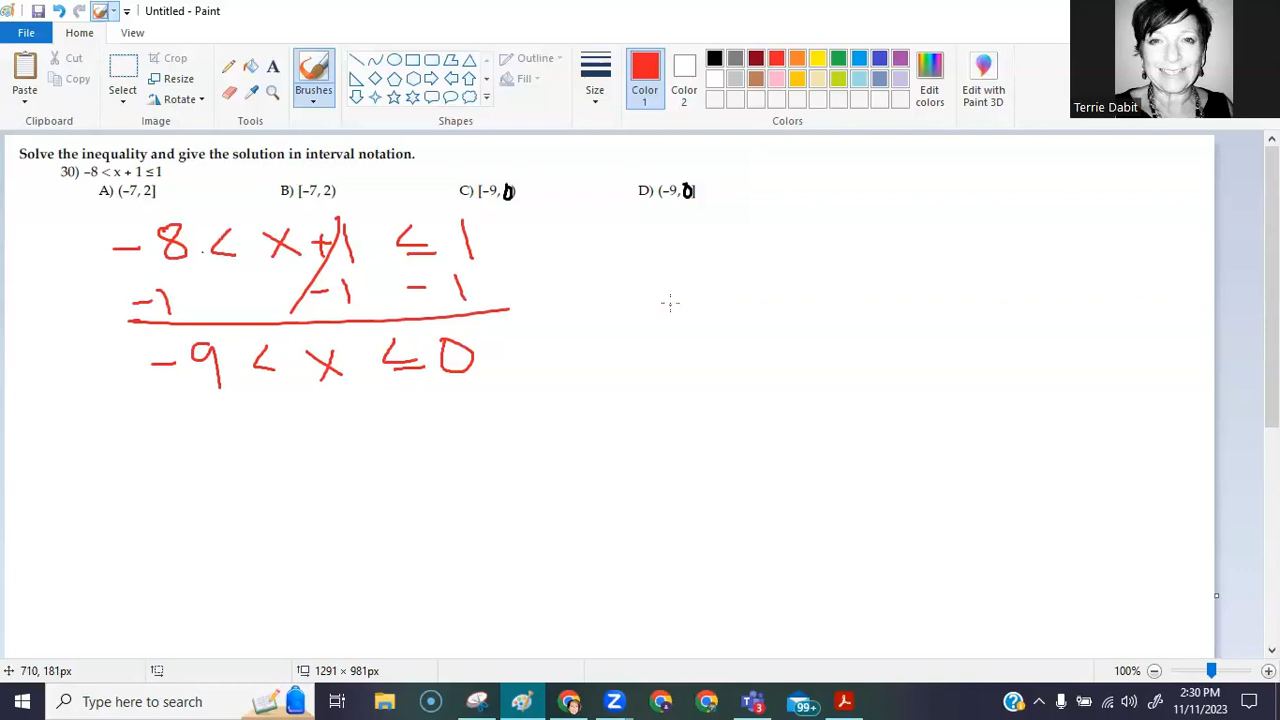 Untitled - Paint
File Home View
Paste
Cut
Copy
Clipboard
Select
Crop
Resize
Rotate
Image
Tools
Brushes
Shapes
Outline
Fill
Size
Color 1
Color 2
Colors
Edit colors
Edit with Paint 3D
Terrie Dabit
Solve the inequality and give the solution in interval notation.
30) –8 < x + 1 ≤ 1
A) (–7, 2] B) [–7, 2) C) [–9, 0) D) (–9, 0]
-8 < x + 1 ≤ 1
-1 -1 -1
-9 < x ≤ 0
710, 181px
1291 × 981px
100%
Type here to search
3
99+
2:30 PM
11/11/2023